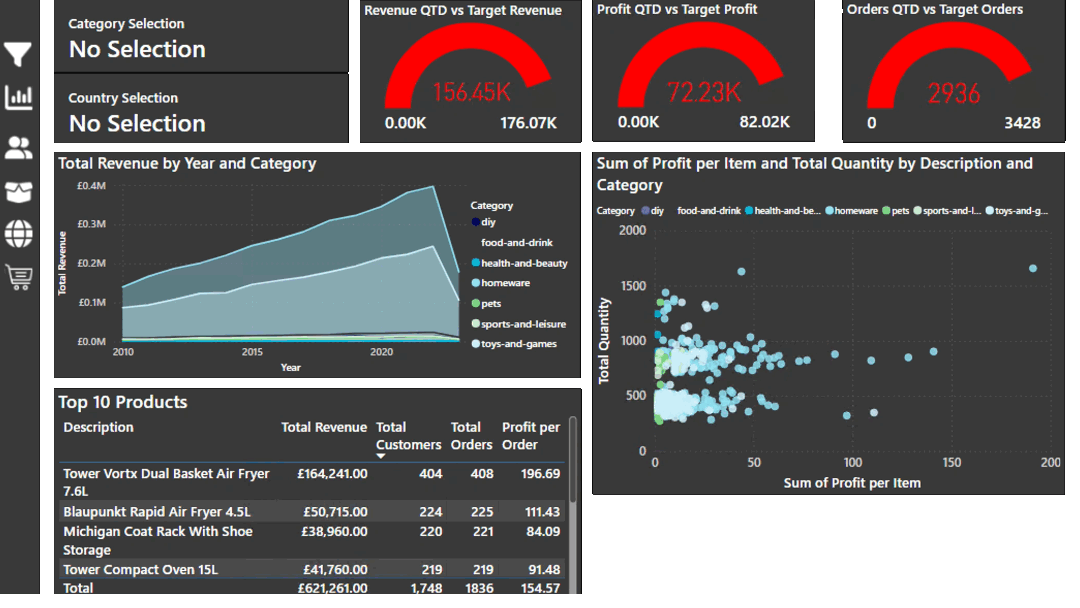 Category Selection
No Selection
Country Selection
No Selection
Revenue QTD vs Target Revenue
156.45K
0.00K
176.07K
Profit QTD vs Target Profit
72.23K
0.00K
82.02K
Orders QTD vs Target Orders
2936
0
3428
Total Revenue by Year and Category
£0.4M
£0.3M
£0.2M
£0.1M
£0.0M
Total Revenue
2010
2015
2020
Year
Category
diy
food-and-drink
health-and-beauty
homeware
pets
sports-and-leisure
toys-and-games
Sum of Profit per Item and Total Quantity by Description and
Category
Category diy food-and-drink health-and-be... homeware pets sports-and-l... toys-and-g...
2000
1500
1000
500
0
Total Quantity
0
50
100
150
200
Sum of Profit per Item
Top 10 Products
Description Total Revenue Total Customers Total Orders Profit per Order
Tower Vortx Dual Basket Air Fryer
7.6L
£164,241.00 404 408 196.69
Blaupunkt Rapid Air Fryer 4.5L £50,715.00 224 225 111.43
Michigan Coat Rack With Shoe
Storage
£38,960.00 220 221 84.09
Tower Compact Oven 15L £41,760.00 219 219 91.48
Total £621,261.00 1,748 1836 154.57